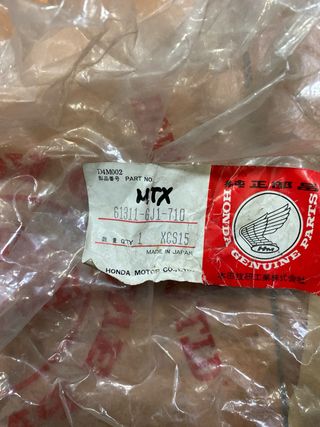 D4M002
部品番号 PART NO.
MTX
61311-GJ1-710
数量 QTY 1 XCS15
MADE IN JAPAN
HONDA MOTOR CO.,LTD.
純正部品
HONDA GENUINE PARTS
HM
本田技研工業株式会社